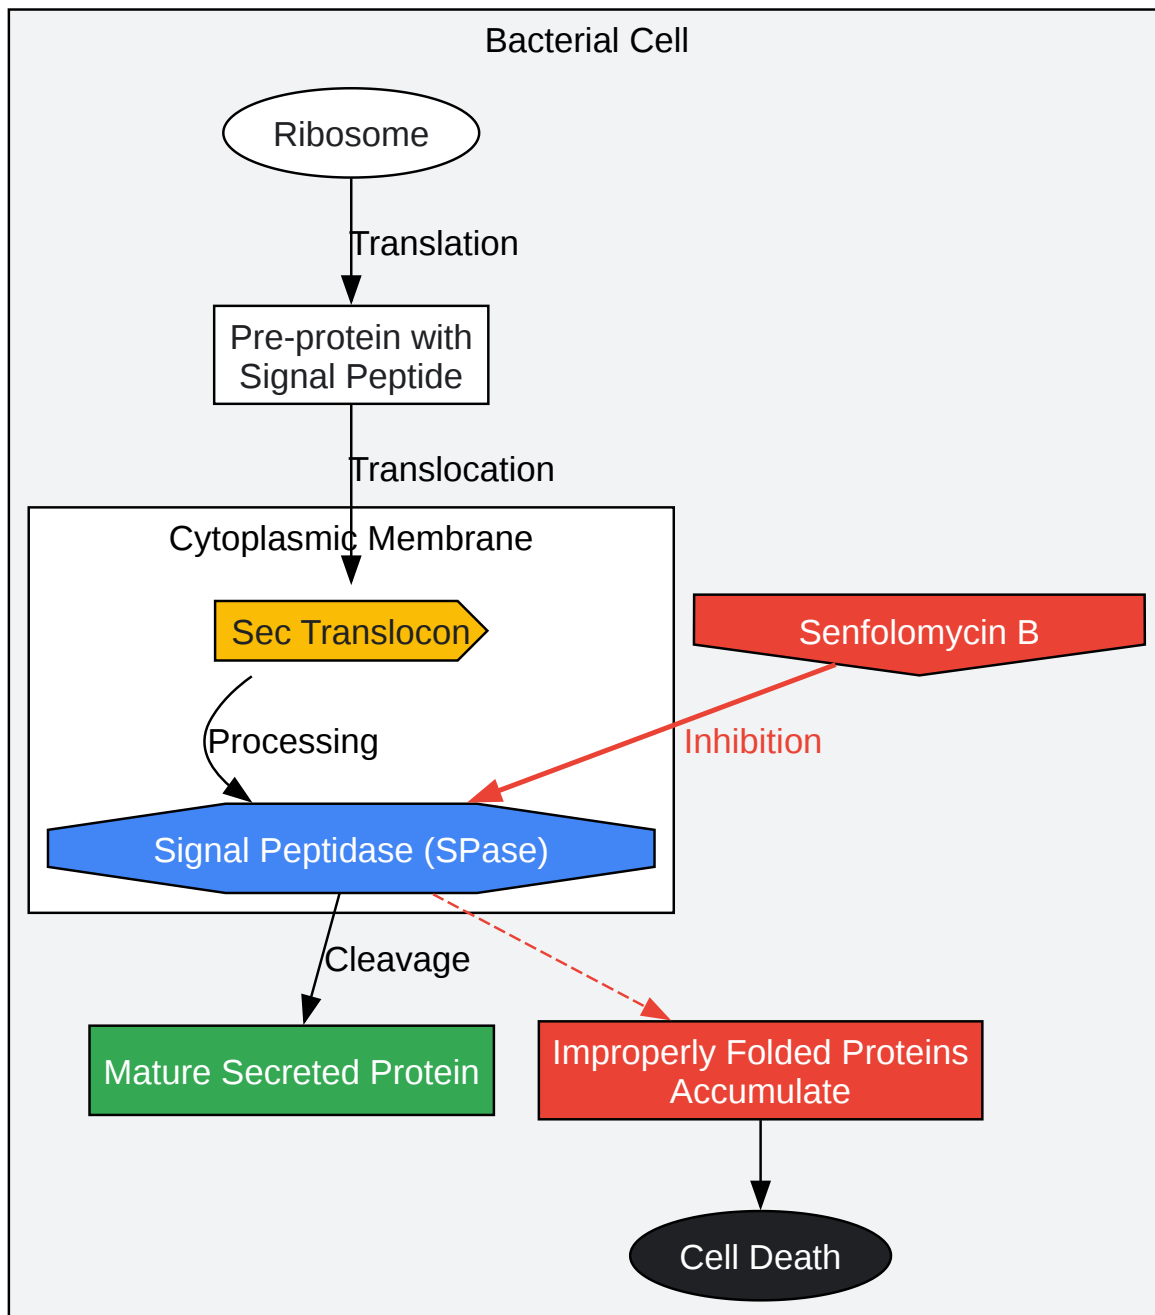 Bacterial Cell
Ribosome
Translation
Pre-protein with
Signal Peptide
Translocation
Cytoplasmic Membrane
Sec Translocon
Senfolomycin B
Processing
Inhibition
Signal Peptidase (SPase)
Cleavage
Mature Secreted Protein
Improperly Folded Proteins
Accumulate
Cell Death